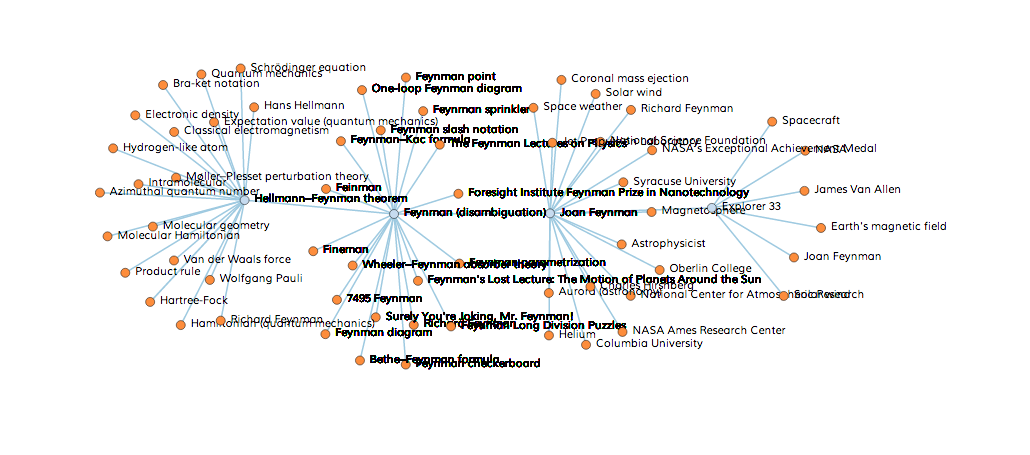 Schrödinger equation
Quantum mechanics
Bra-ket notation
Hans Hellmann
Electronic density
Expectation value (quantum mechanics)
Classical electromagnetism
Hydrogen-like atom
Møller–Plesset perturbation theory
Intramolecular
Azimuthal quantum number
Hellmann–Feynman theorem
Molecular geometry
Molecular Hamiltonian
Van der Waals force
Product rule
Wolfgang Pauli
Hartree-Fock
Richard Feynman
Hamiltonian (quantum mechanics)
Feynman point
One-loop Feynman diagram
Feynman sprinkler
Feynman slash notation
Feynman–Kac formula
The Feynman Lectures on Physics
Feinman
Foresight Institute Feynman Prize in Nanotechnology
Feynman (disambiguation)
Fineman
Wheeler–Feynman absorber theory
Feynman parametrization
Feynman's Lost Lecture: The Motion of Planets Around the Sun
7495 Feynman
Surely You're Joking, Mr. Feynman!
Richard Feynman
Feynman Long Division Puzzles
Feynman diagram
Bethe–Feynman formula
Feynman checkerboard
Coronal mass ejection
Solar wind
Space weather
Richard Feynman
Jet Propulsion Laboratory
National Science Foundation
NASA's Exceptional Achievement Medal
Syracuse University
Joan Feynman
Magnetosphere
Astrophysicist
Oberlin College
Charles Hirshberg
Aurora (astronomy)
National Center for Atmospheric Research
Helium
NASA Ames Research Center
Columbia University
Spacecraft
NASA
James Van Allen
Explorer 33
Earth's magnetic field
Joan Feynman
Solar wind